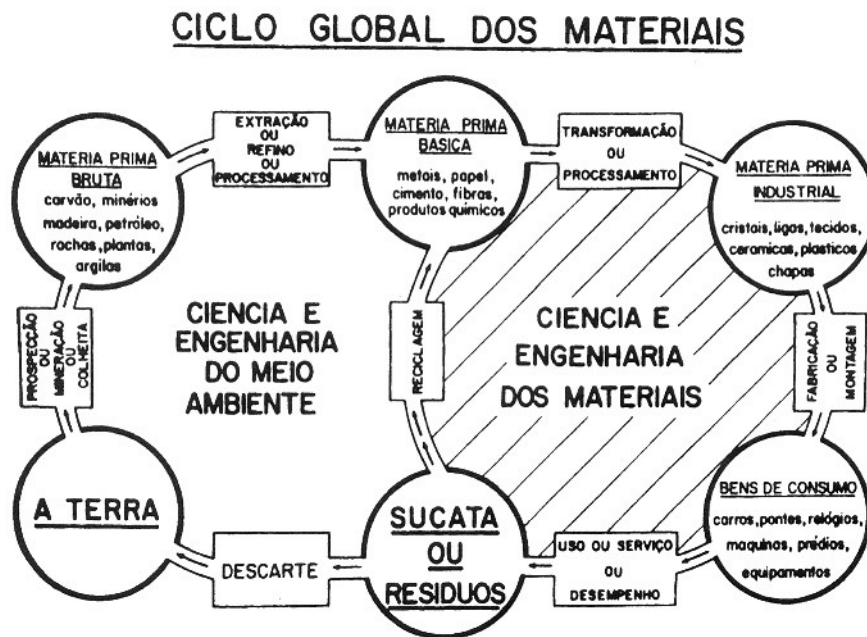 CICLO GLOBAL DOS MATERIAIS
MATERIA PRIMA
BRUTA
carvão, minérios
madeira, petróleo,
rochas, plantas,
argilas
EXTRAÇÃO
OU
REFINO
OU
PROCESSAMENTO
MATERIA PRIMA
BASICA
metais, papel,
cimento, fibras,
produtos químicos
TRANSFORMAÇÃO
OU
PROCESSAMENTO
MATERIA PRIMA
INDUSTRIAL
cristais, ligas, tecidos,
ceramicas, plasticos
chapas
PROSPECÇÃO
OU
MINERAÇÃO
OU
COLHEITA
CIENCIA E
ENGENHARIA
DO MEIO
AMBIENTE
RECICLAGEM
CIENCIA E
ENGENHARIA
DOS MATERIAIS
FABRICAÇÃO
OU
MONTAGEM
A TERRA
DESCARTE
SUCATA
OU
RESIDUOS
USO OU SERVIÇO
OU
DESEMPENHO
BENS DE CONSUMO
carros, pontes, relógios,
maquinas, prédios,
equipamentos